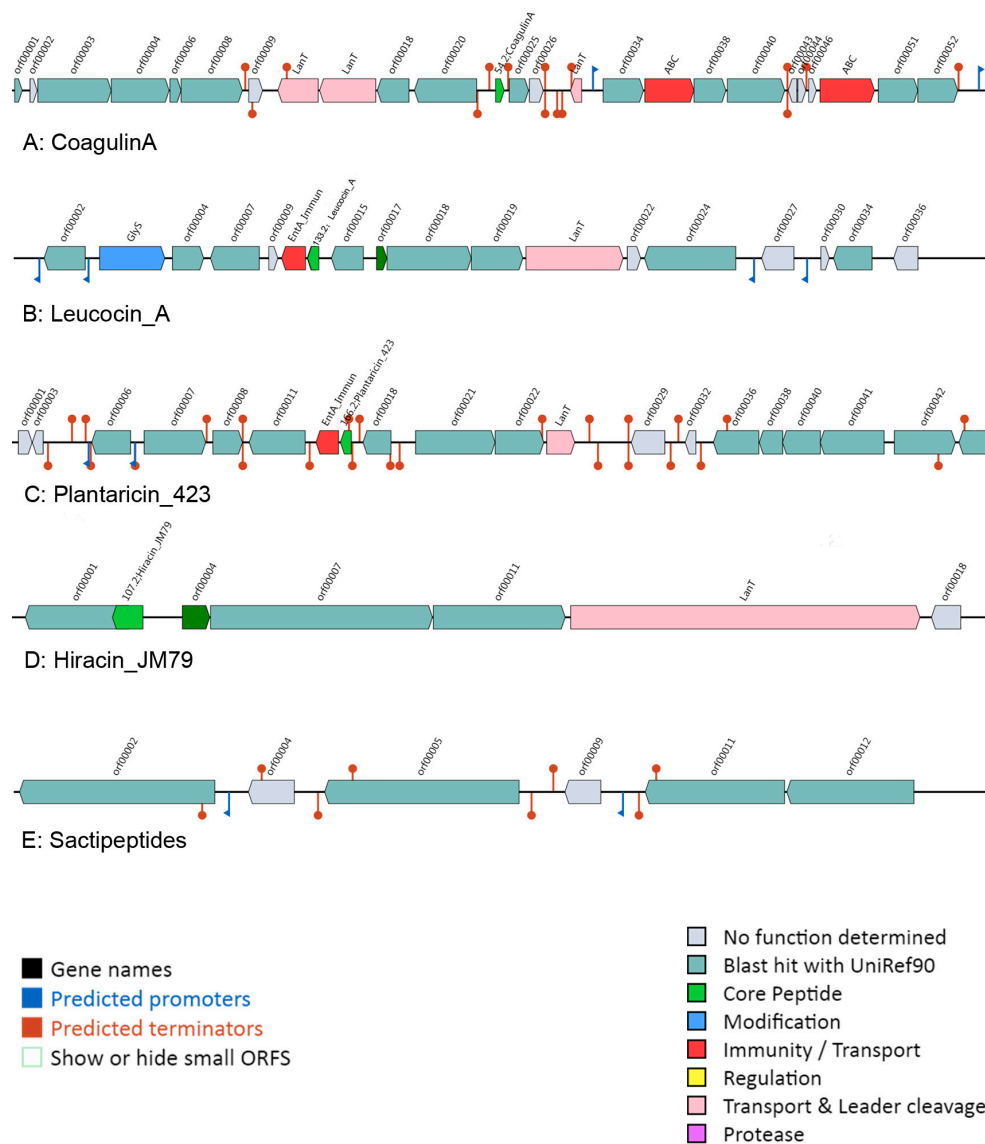 orf00001 orf00002 orf00003 orf00004 orf00006 orf00008 orf00009 LanT LanT orf00018 orf00020 54.2;CoagulinA orf00025 orf00026 LanT orf00034 ABC orf00038 orf00040 orf00043 orf00044 orf00046 ABC orf00051 orf00052
A: CoagulinA
orf00002 GlyS orf00004 orf00007 orf00009 EntA_Immun 133.2; Leucocin_A orf00015 orf00017 orf00018 orf00019 LanT orf00022 orf00024 orf00027 orf00030 orf00034 orf00036
B: Leucocin_A
orf00001 orf00003 orf00006 orf00007 orf00008 orf00011 EntA_Immun 166.2;Plantaricin_423 orf00018 orf00021 orf00022 LanT orf00029 orf00032 orf00036 orf00038 orf00040 orf00041 orf00042
C: Plantaricin_423
orf00001 107.2;Hiracin_JM79 orf00004 orf00007 orf00011 LanT orf00018
D: Hiracin_JM79
orf00002 orf00004 orf00005 orf00009 orf00011 orf00012
E: Sactipeptides
Gene names
Predicted promoters
Predicted terminators
Show or hide small ORFS
No function determined
Blast hit with UniRef90
Core Peptide
Modification
Immunity / Transport
Regulation
Transport & Leader cleavage
Protease